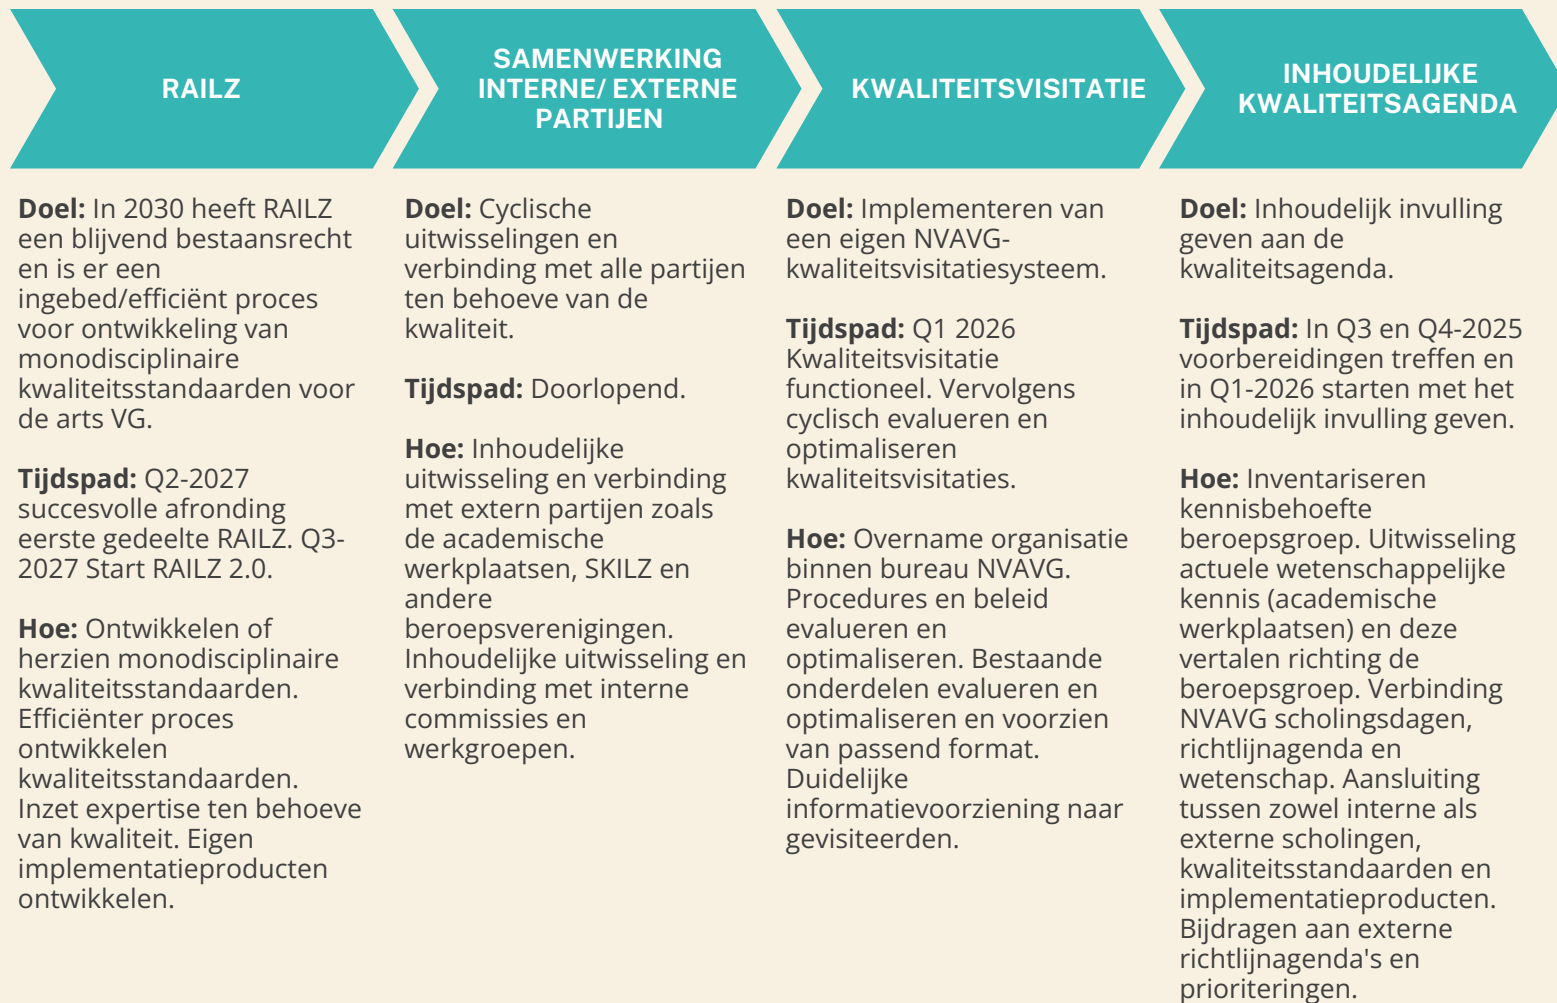 RAILZ
SAMENWERKING
INTERNE/ EXTERNE
PARTIJEN
KWALITEITSVISITATIE
INHOUDELIJKE
KWALITEITSAGENDA
Doel: In 2030 heeft RAILZ
een blijvend bestaansrecht
en is er een
ingebed/efficiënt proces
voor ontwikkeling van
monodisciplinaire
kwaliteitsstandaarden voor
de arts VG.
Tijdspad: Q2-2027
succesvolle afronding
eerste gedeelte RAILZ. Q3-
2027 Start RAILZ 2.0.
Hoe: Ontwikkelen of
herzien monodisciplinaire
kwaliteitsstandaarden.
Efficiënter proces
ontwikkelen
kwaliteitsstandaarden.
Inzet expertise ten behoeve
van kwaliteit. Eigen
implementatieproducten
ontwikkelen.
Doel: Cyclische
uitwisselingen en
verbinding met alle partijen
ten behoeve van de
kwaliteit.
Tijdspad: Doorlopend.
Hoe: Inhoudelijke
uitwisseling en verbinding
met extern partijen zoals
de academische
werkplaatsen, SKILZ en
andere
beroepsverenigingen.
Inhoudelijke uitwisseling en
verbinding met interne
commissies en
werkgroepen.
Doel: Implementeren van
een eigen NVAVG-
kwaliteitsvisitatiesysteem.
Tijdspad: Q1 2026
Kwaliteitsvisitatie
functioneel. Vervolgens
cyclisch evalueren en
optimaliseren
kwaliteitsvisitaties.
Hoe: Overname organisatie
binnen bureau NVAVG.
Procedures en beleid
evalueren en
optimaliseren. Bestaande
onderdelen evalueren en
optimaliseren en voorzien
van passend format.
Duidelijke
informatievoorziening naar
gevisiteerden.
Doel: Inhoudelijk invulling
geven aan de
kwaliteitsagenda.
Tijdspad: In Q3 en Q4-2025
voorbereidingen treffen en
in Q1-2026 starten met het
inhoudelijk invulling geven.
Hoe: Inventariseren
kennisbehoefte
beroepsgroep. Uitwisseling
actuele wetenschappelijke
kennis (academische
werkplaatsen) en deze
vertalen richting de
beroepsgroep. Verbinding
NVAVG scholingsdagen,
richtlijnagenda en
wetenschap. Aansluiting
tussen zowel interne als
externe scholingen,
kwaliteitsstandaarden en
implementatieproducten.
Bijdragen aan externe
richtlijnagenda's en
prioriteringen.